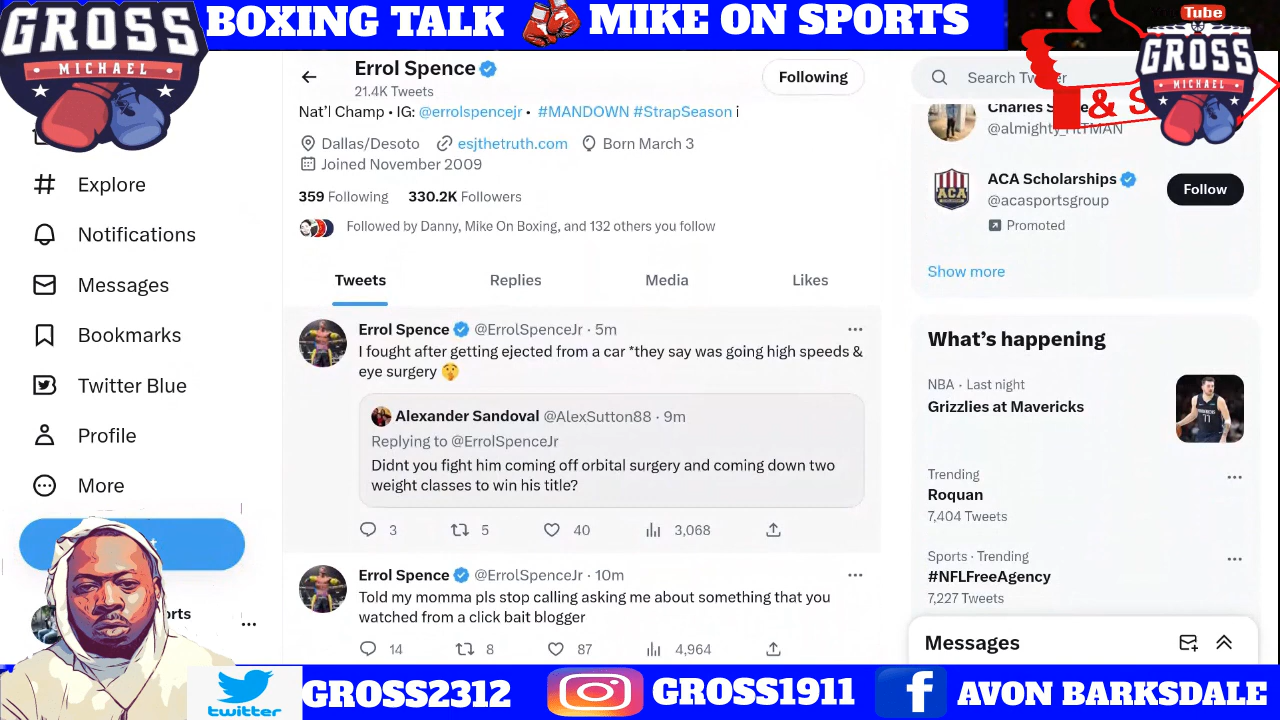 GROSS
MICHAEL
BOXING TALK
MIKE ON SPORTS
Tube
GROSS
MICHAEL
& S
Errol Spence
21.4K Tweets
Following
Nat'l Champ • IG: @errolspencejr • #MANDOWN #StrapSeason i
Dallas/Desoto esjthetruth.com Born March 3
Joined November 2009
359 Following 330.2K Followers
Followed by Danny, Mike On Boxing, and 132 others you follow
Tweets Replies Media Likes
Explore
Notifications
Messages
Bookmarks
Twitter Blue
Profile
More
Errol Spence @ErrolSpenceJr · 5m
I fought after getting ejected from a car *they say was going high speeds &
eye surgery 🤫
Alexander Sandoval @AlexSutton88 · 9m
Replying to @ErrolSpenceJr
Didnt you fight him coming off orbital surgery and coming down two
weight classes to win his title?
3 5 40 3,068
Errol Spence @ErrolSpenceJr · 10m
Told my momma pls stop calling asking me about something that you
watched from a click bait blogger
14 8 87 4,964
Search Tw er
Charles
ACA Scholarships
@acasportsgroup
Promoted
Follow
ACA
Show more
What's happening
NBA · Last night
Grizzlies at Mavericks
Trending
Roquan
7,404 Tweets
Sports · Trending
#NFLFreeAgency
7,227 Tweets
Messages
orts
twitter
GROSS2312
GROSS1911
AVON BARKSDALE